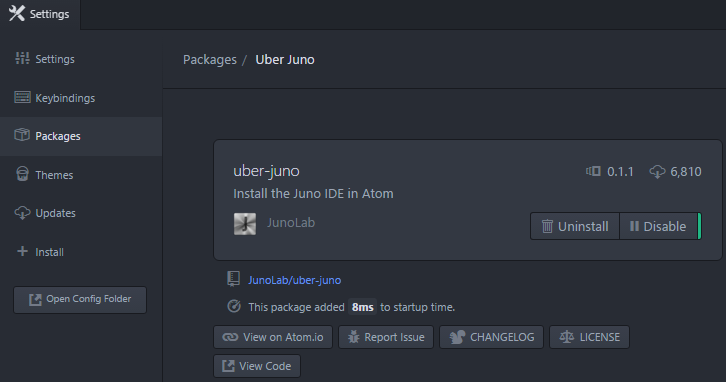 Settings
Settings
Packages / Uber Juno
Keybindings
Packages
Themes
Updates
Install
Open Config Folder
uber-juno
0.1.1
6,810
Install the Juno IDE in Atom
JunoLab
Uninstall
Disable
JunoLab/uber-juno
This package added 8ms to startup time.
View on Atom.io
Report Issue
CHANGELOG
LICENSE
View Code